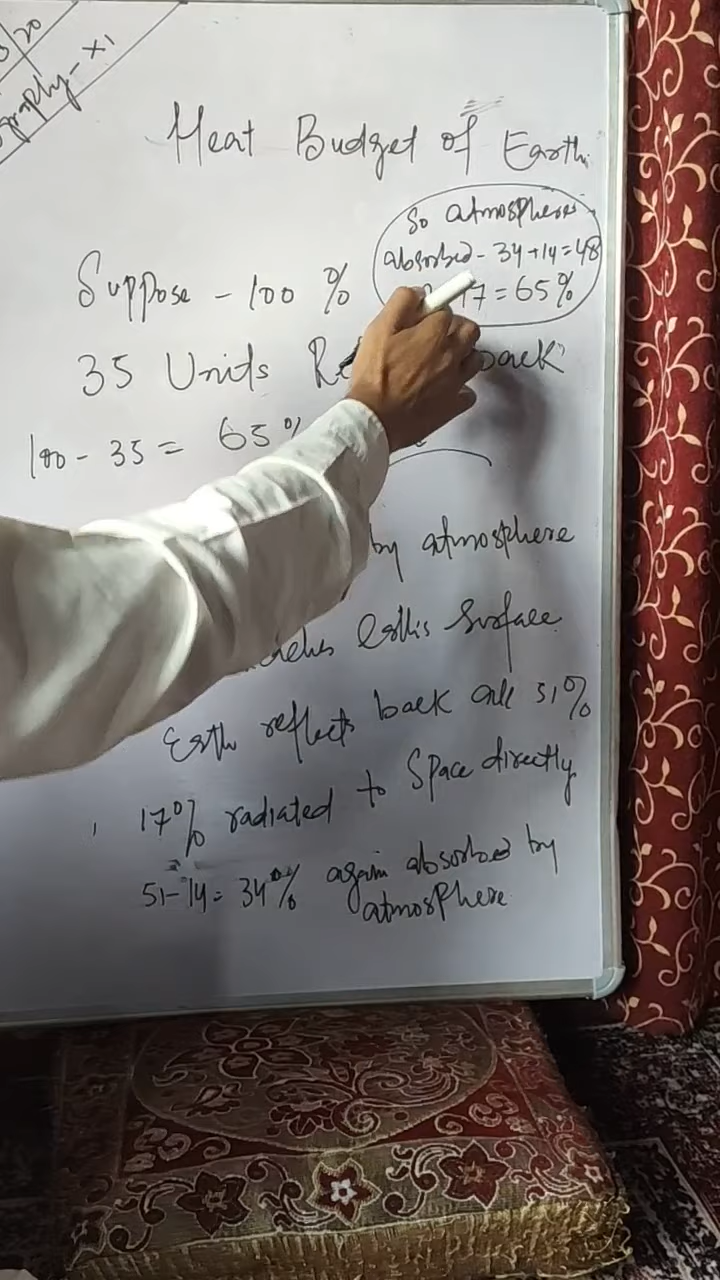 20
graphy-XI
Heat Budget of Earth
So atmosphere
absorbed - 34+14=48
17=65%
Suppose - 100 %
35 Units back
100 - 35 = 65%
by atmosphere
Surface
Earth reflects back all 51%
17% radiated to Space directly
51-14= 34% again absorbed by
atmosphere